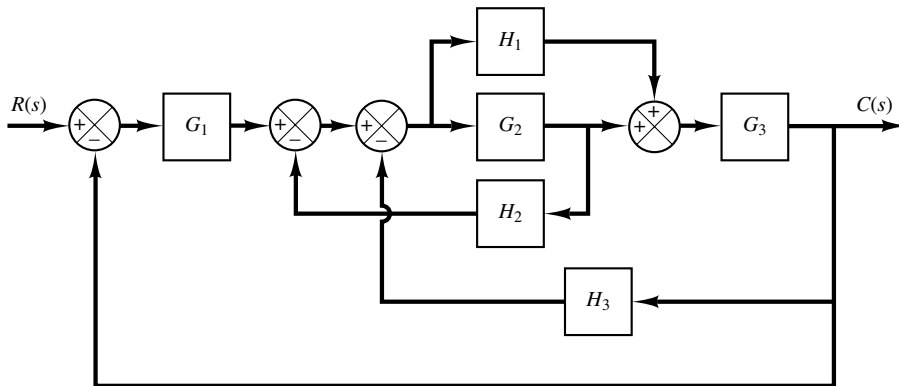 H₁
R(s)
C(s)
+
−
G₁
+
−
+
−
G₂
+
+
G₃
H₂
H₃